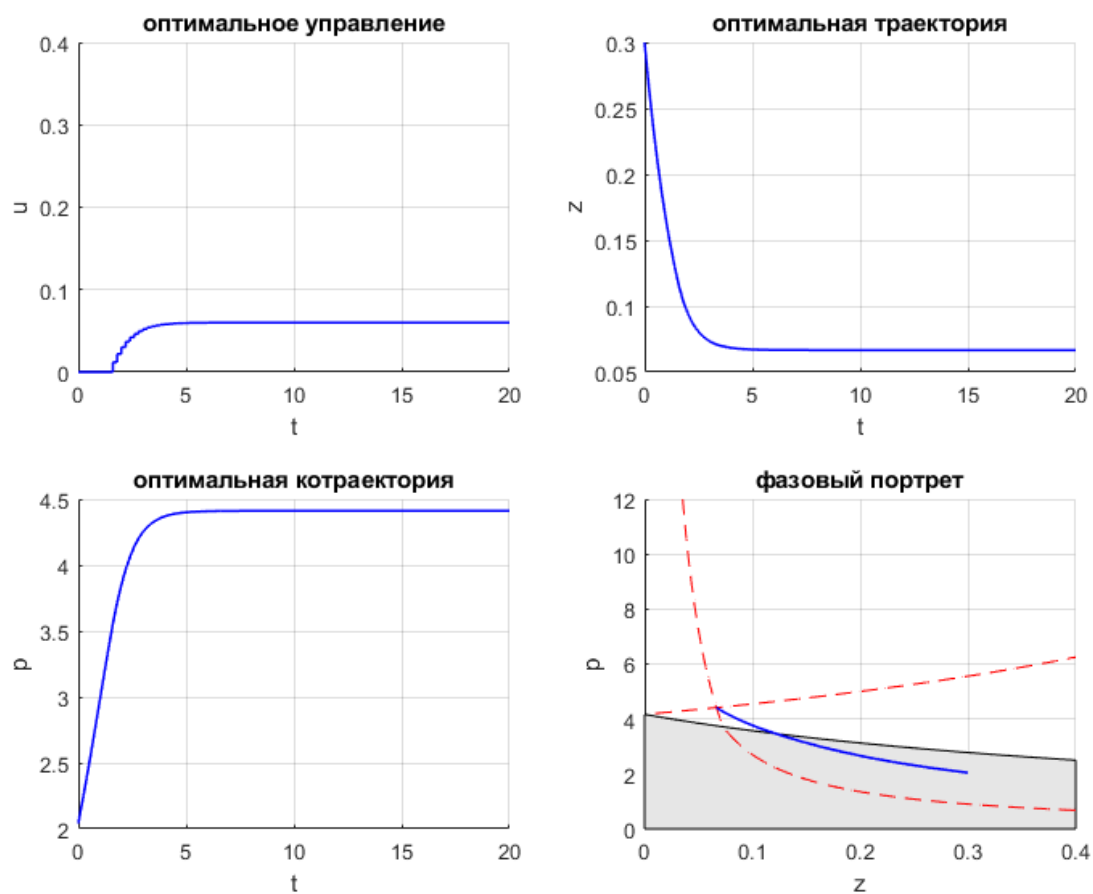 оптимальное управление
0.4
0.3
0.2
0.1
0
u
0 5 10 15 20
t
оптимальная траектория
0.3
0.25
0.2
0.15
0.1
0.05
z
0 5 10 15 20
t
оптимальная котраектория
4.5
4
3.5
3
2.5
2
p
0 5 10 15 20
t
фазовый портрет
12
10
8
6
4
2
0
p
0 0.1 0.2 0.3 0.4
z